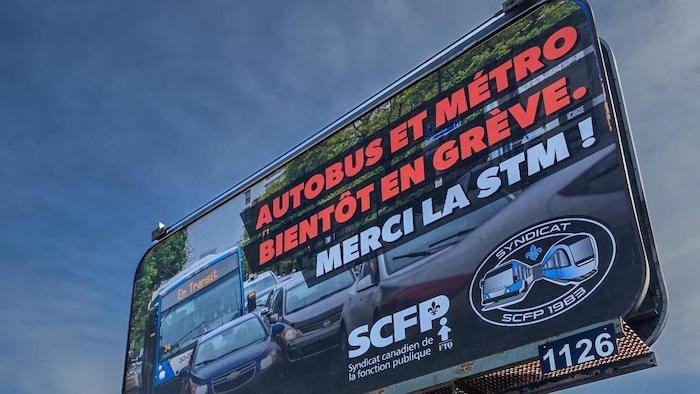 AUTOBUS ET MÉTRO
BIENTÔT EN GRÈVE.
MERCI LA STM !
En Transit
SCFP
Syndicat canadien de
la fonction publique
FTQ
SYNDICAT
SCFP 1983
1126